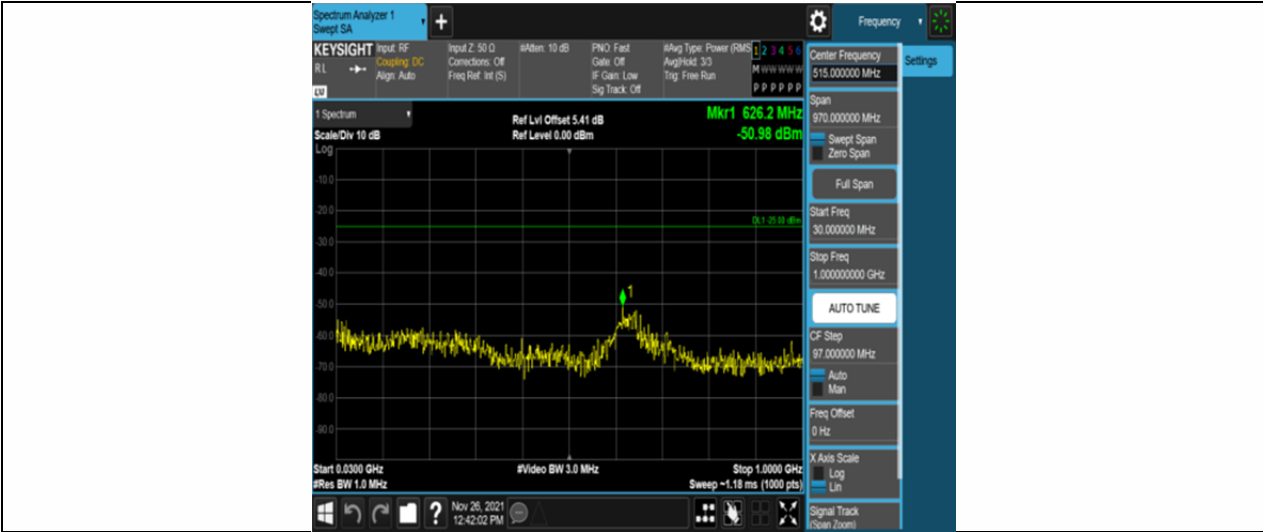 Spectrum Analyzer 1
Swept SA
+
Frequency
KEYSIGHT
RL
LV
Input: RF
Coupling: DC
Align: Auto
Input Z: 50 Ω
Corrections: Off
Freq Ref: Int (S)
#Atten: 10 dB
PNO: Fast
Gate: Off
IF Gain: Low
Sig Track: Off
#Avg Type: Power (RMS
Avg|Hold: 3/3
Trig: Free Run
1 2 3 4 5 6
M W W W W W
P P P P P P
1 Spectrum
Scale/Div 10 dB
Ref Lvl Offset 5.41 dB
Ref Level 0.00 dBm
Mkr1 626.2 MHz
-50.98 dBm
Log
-10.0
-20.0
DL1 -25.00 dBm
-30.0
-40.0
-50.0
1
-60.0
-70.0
-80.0
-90.0
Start 0.0300 GHz
#Res BW 1.0 MHz
#Video BW 3.0 MHz
Stop 1.0000 GHz
Sweep ~1.18 ms (1000 pts)
Nov 26, 2021
12:42:02 PM
?
Center Frequency
515.000000 MHz
Settings
Span
970.000000 MHz
Swept Span
Zero Span
Full Span
Start Freq
30.000000 MHz
Stop Freq
1.000000000 GHz
AUTO TUNE
CF Step
97.000000 MHz
Auto
Man
Freq Offset
0 Hz
X Axis Scale
Log
Lin
Signal Track
(Span Zoom)